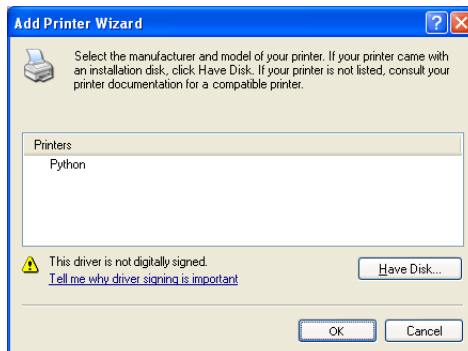 Add Printer Wizard
Select the manufacturer and model of your printer. If your printer came with
an installation disk, click Have Disk. If your printer is not listed, consult your
printer documentation for a compatible printer.
Printers
Python
This driver is not digitally signed.
Tell me why driver signing is important
Have Disk...
OK
Cancel